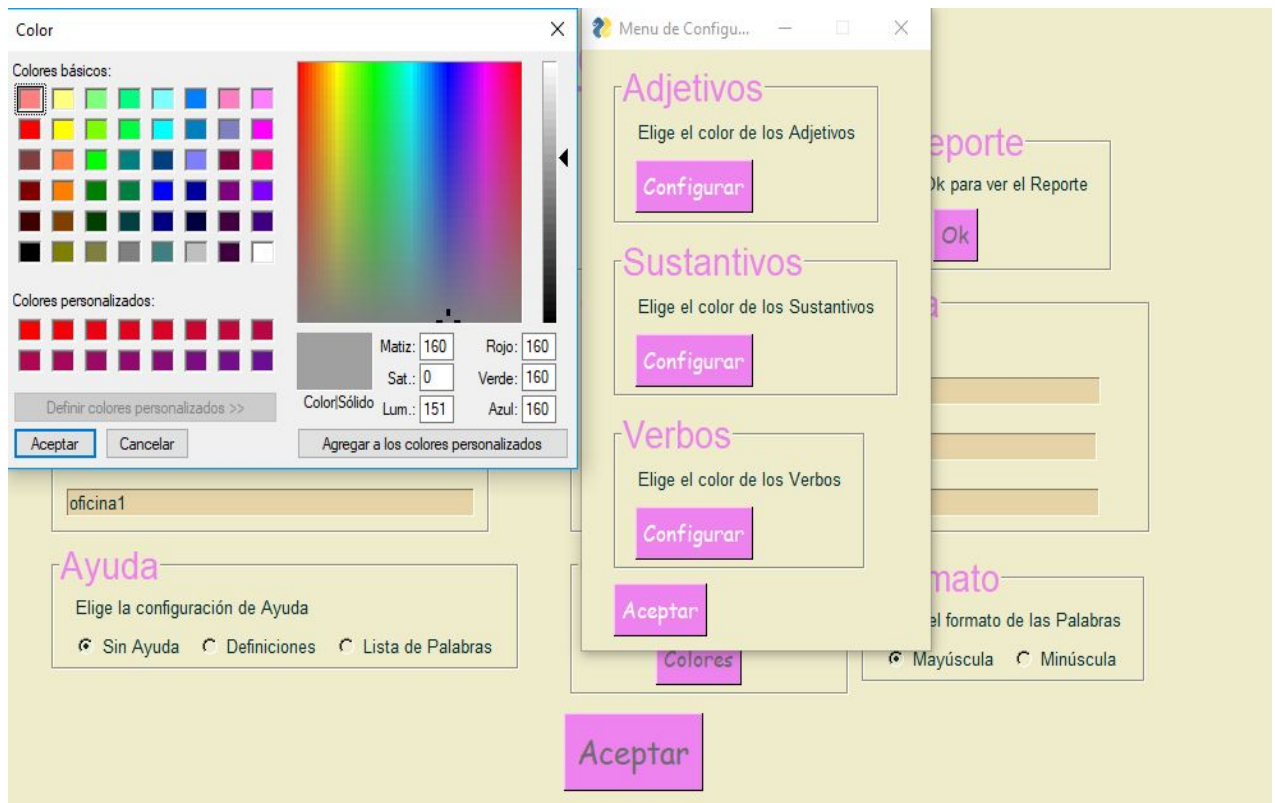 Color
Colores básicos:
Colores personalizados:
Definir colores personalizados >>
Aceptar
Cancelar
Color|Sólido
Matiz: 160
Sat.: 0
Lum.: 151
Rojo: 160
Verde: 160
Azul: 160
Agregar a los colores personalizados
Menu de Configu...
Adjetivos
Elige el color de los Adjetivos
Configurar
Sustantivos
Elige el color de los Sustantivos
Configurar
Verbos
Elige el color de los Verbos
Configurar
Aceptar
eporte
Ok para ver el Reporte
Ok
a
oficina1
Ayuda
Elige la configuración de Ayuda
Sin Ayuda
Definiciones
Lista de Palabras
Colores
mato
el formato de las Palabras
Mayúscula
Minúscula
Aceptar